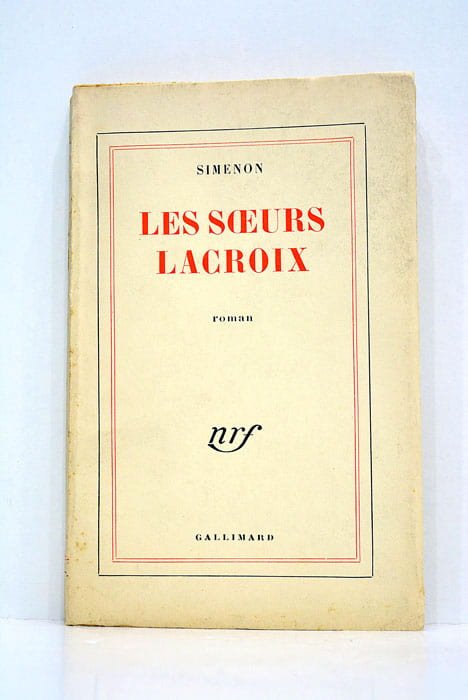 SIMENON
LES SŒURS
LACROIX
roman
nrf
GALLIMARD